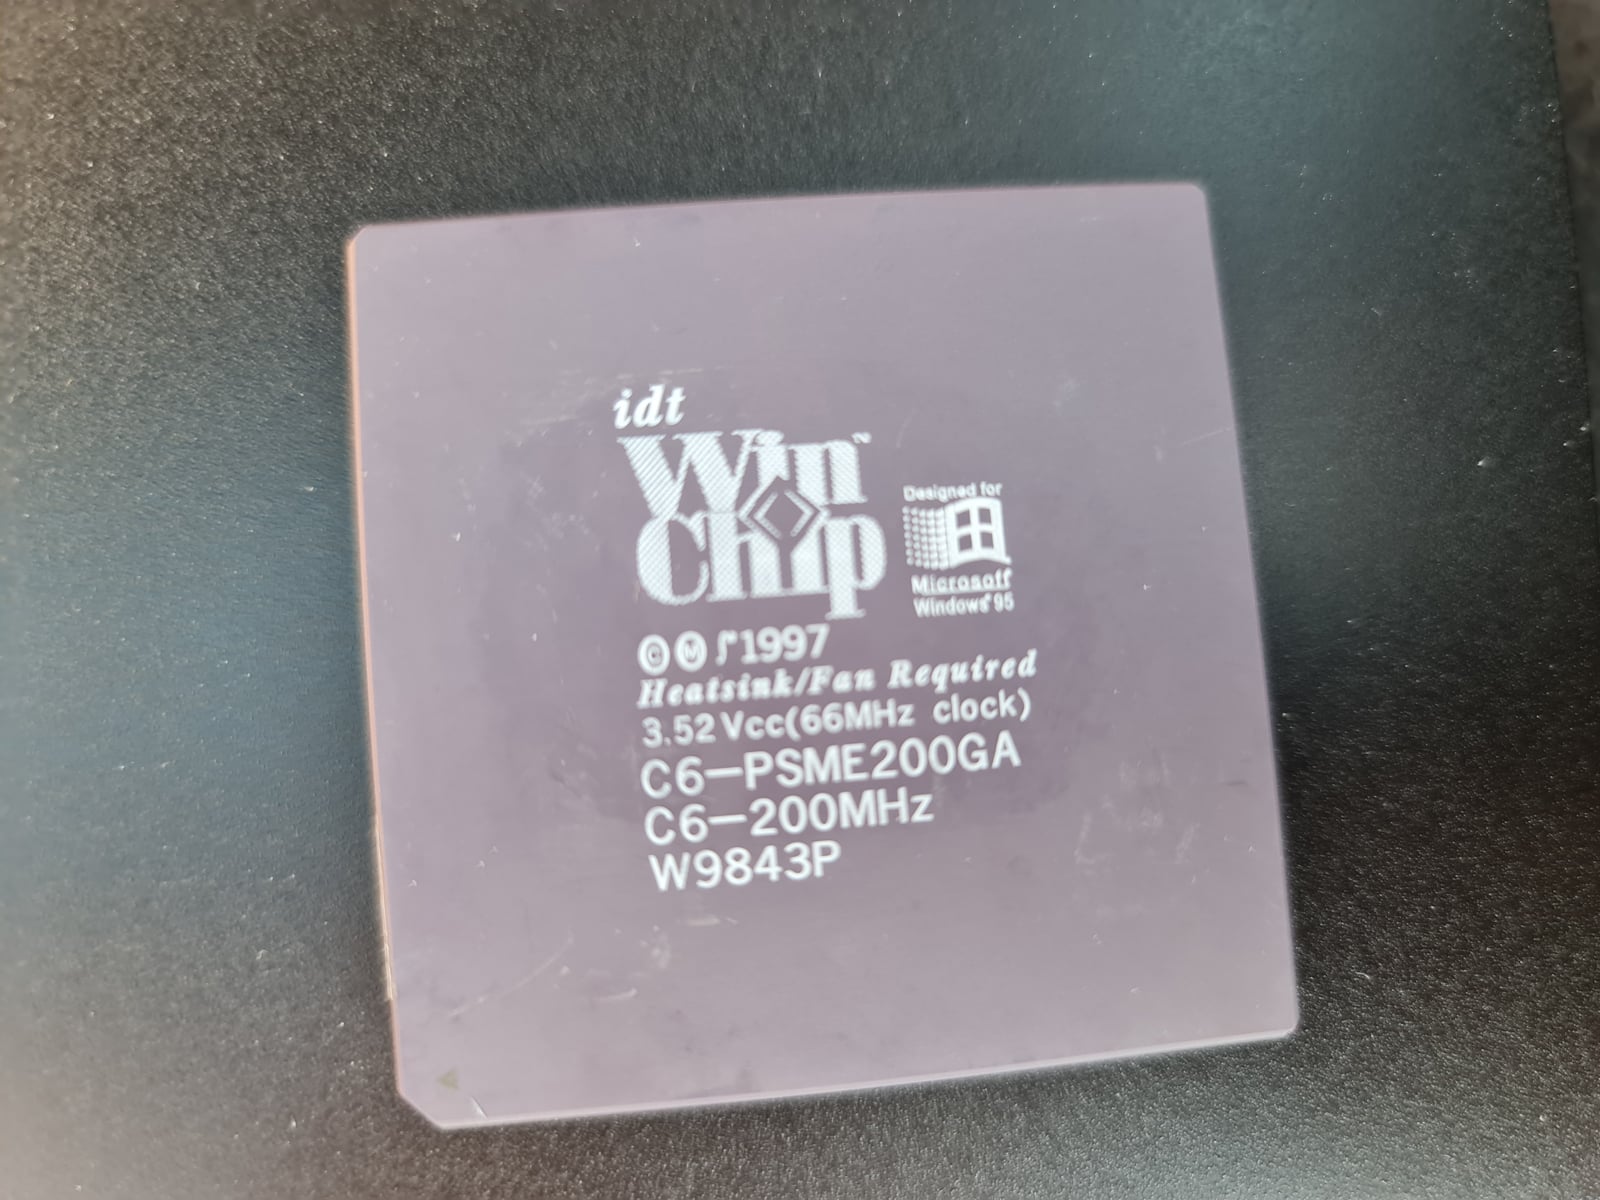 idt
Win™
Chip
Designed for
Microsoft
Windows® 95
© Ⓜ 1997
Heatsink/Fan Required
3.52 Vcc(66MHz clock)
C6-PSME200GA
C6-200MHz
W9843P